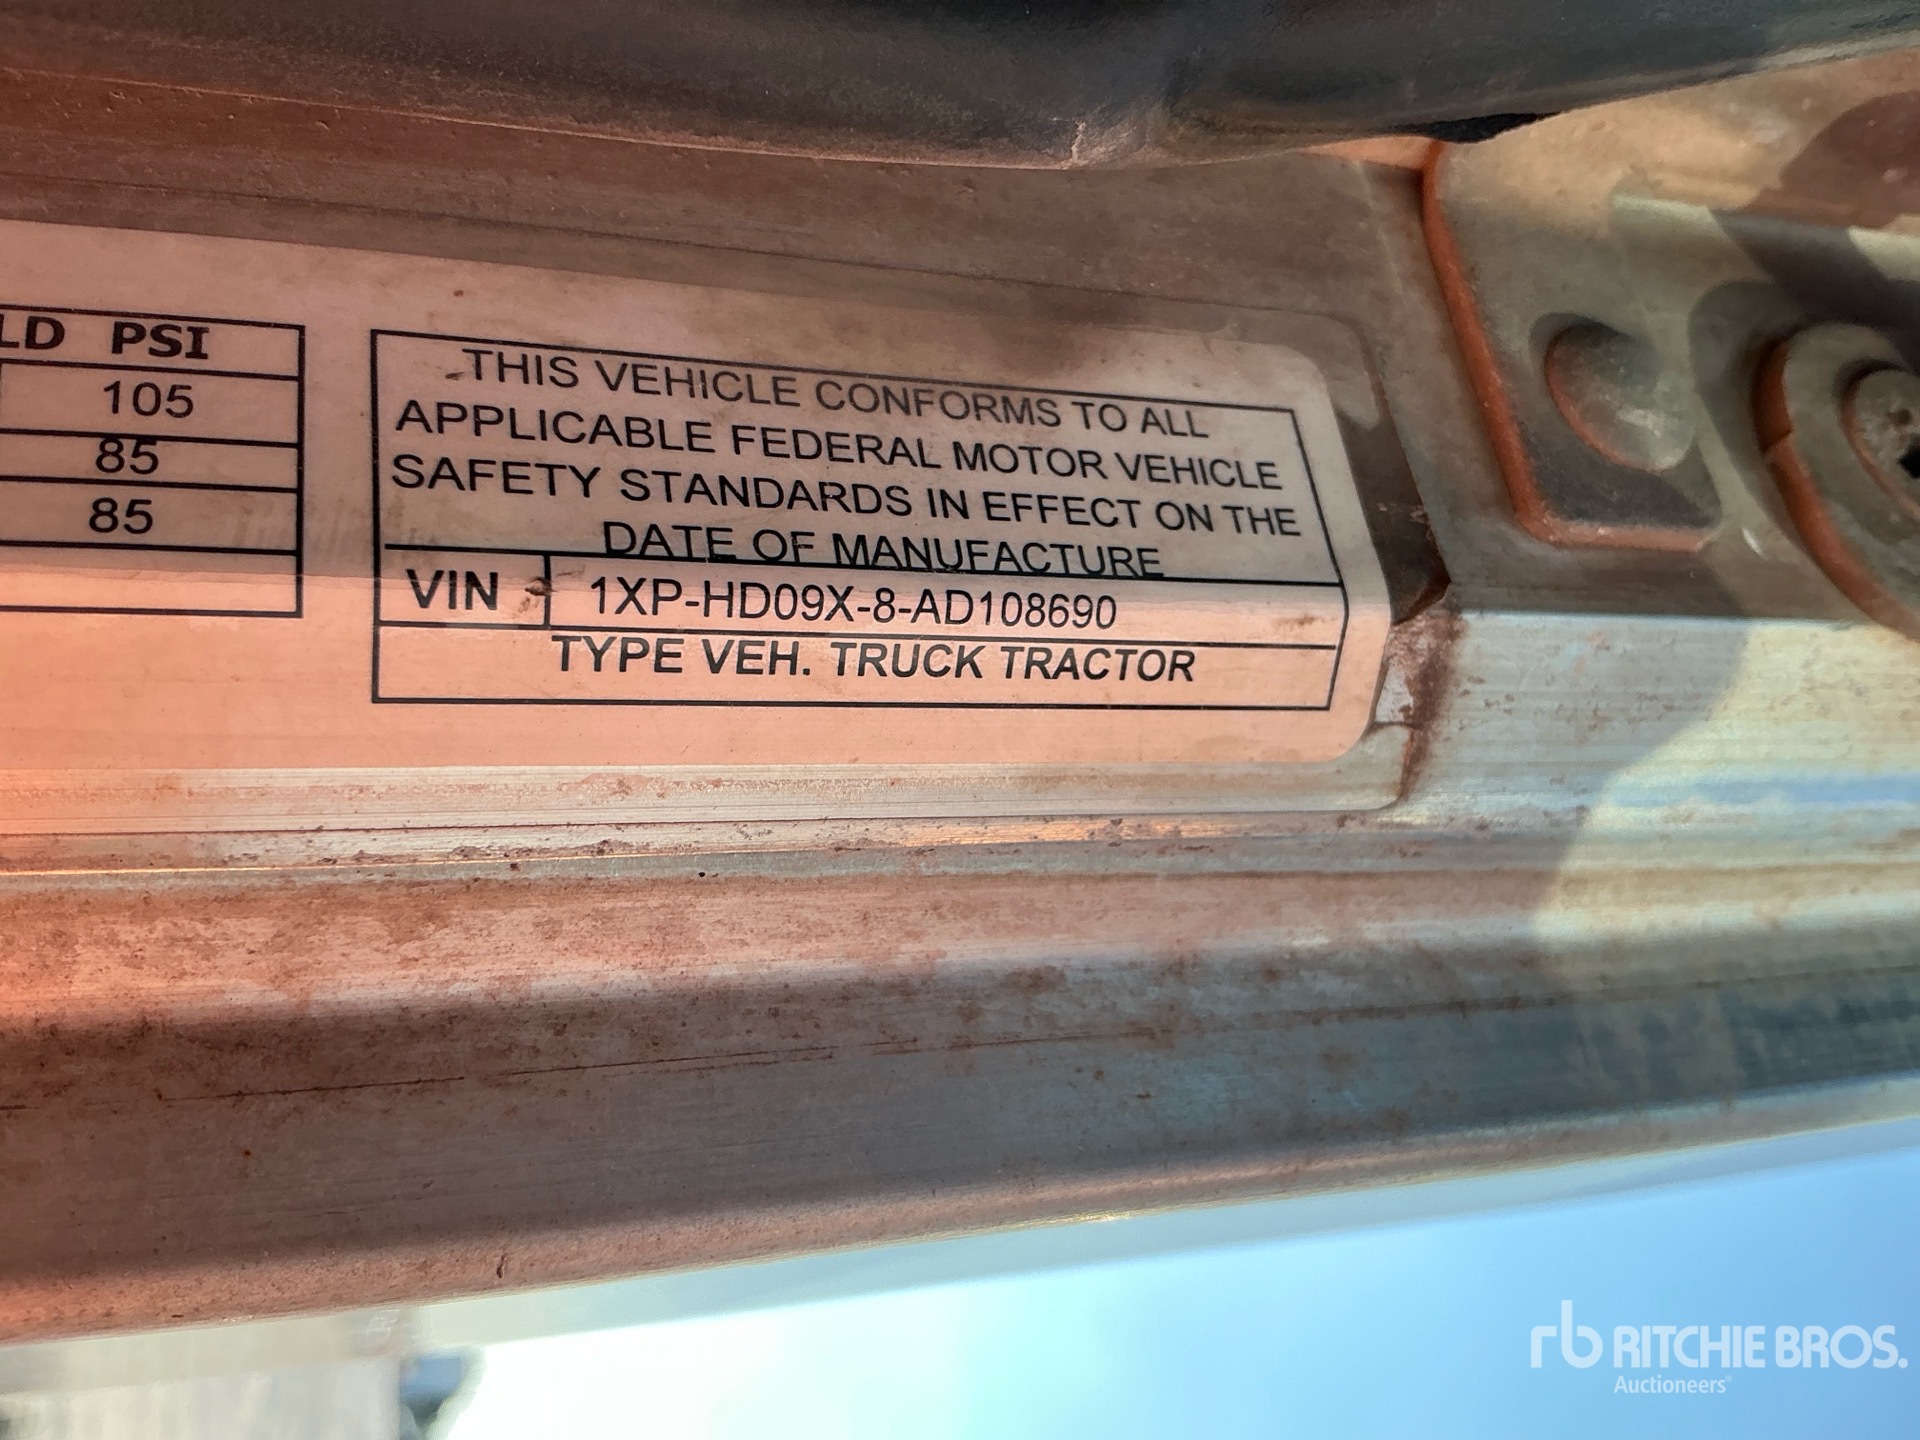 LD PSI
105
85
85
THIS VEHICLE CONFORMS TO ALL
APPLICABLE FEDERAL MOTOR VEHICLE
SAFETY STANDARDS IN EFFECT ON THE
DATE OF MANUFACTURE
VIN 1XP-HD09X-8-AD108690
TYPE VEH. TRUCK TRACTOR
rb RITCHIE BROS.
Auctioneers